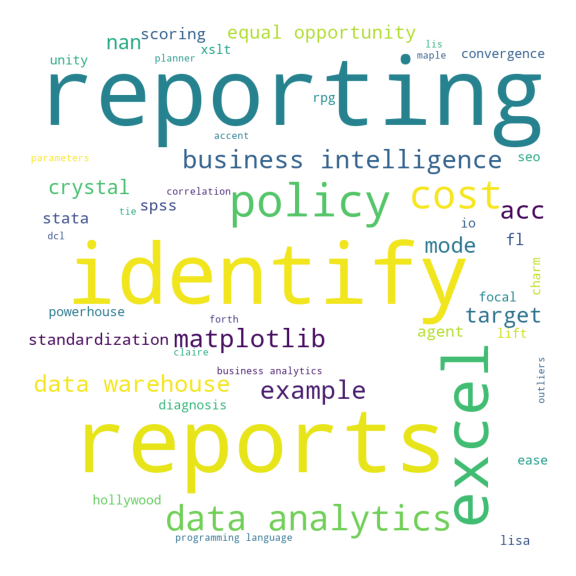 scoring
equal opportunity
nan
xslt
lis
unity
planner
maple
convergence
reporting
rpg
accent
parameters
business intelligence
seo
crystal
correlation
policy
cost
acc
stata
tie
spss
io
dcl
identify
mode
fl
charm
focal
powerhouse
forth
target
standardization
matplotlib
agent
lift
claire
business analytics
data warehouse
example
excel
outliers
diagnosis
reports
ease
hollywood
data analytics
programming language
lisa